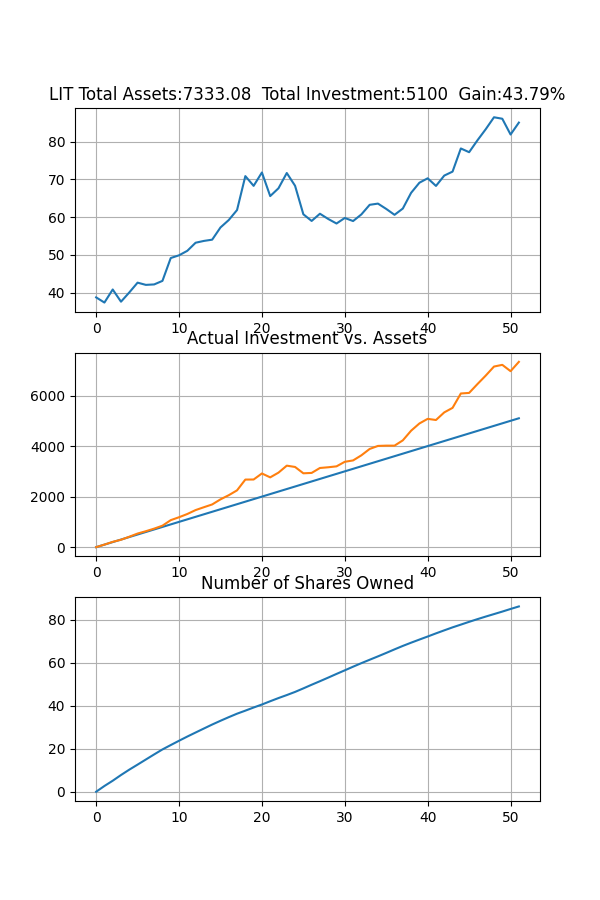 LIT Total Assets:7333.08  Total Investment:5100  Gain:43.79%
80
70
60
50
40
0 10 20 30 40 50
Actual Investment vs. Assets
6000
4000
2000
0
0 10 20 30 40 50
Number of Shares Owned
80
60
40
20
0
0 10 20 30 40 50